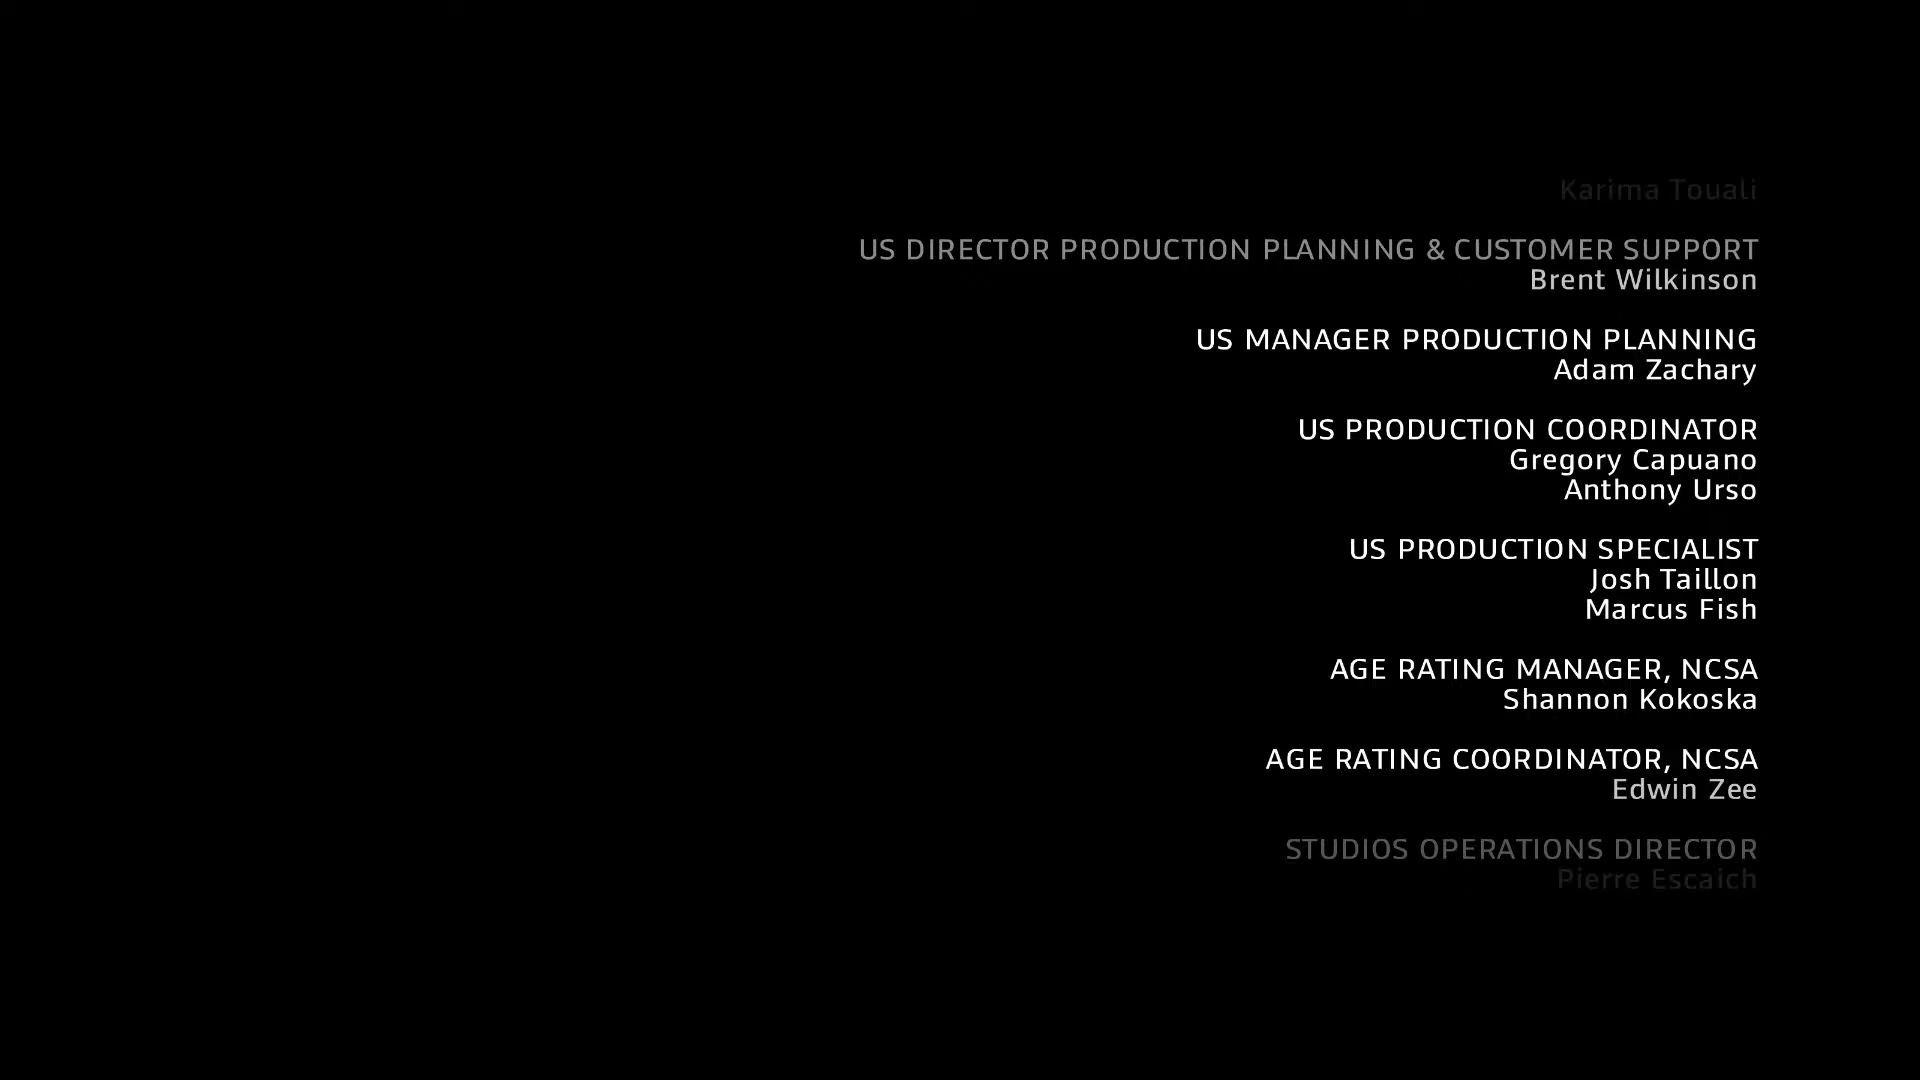 Karima Touali
US DIRECTOR PRODUCTION PLANNING & CUSTOMER SUPPORT
Brent Wilkinson
US MANAGER PRODUCTION PLANNING
Adam Zachary
US PRODUCTION COORDINATOR
Gregory Capuano
Anthony Urso
US PRODUCTION SPECIALIST
Josh Taillon
Marcus Fish
AGE RATING MANAGER, NCSA
Shannon Kokoska
AGE RATING COORDINATOR, NCSA
Edwin Zee
STUDIOS OPERATIONS DIRECTOR
Pierre Escaich